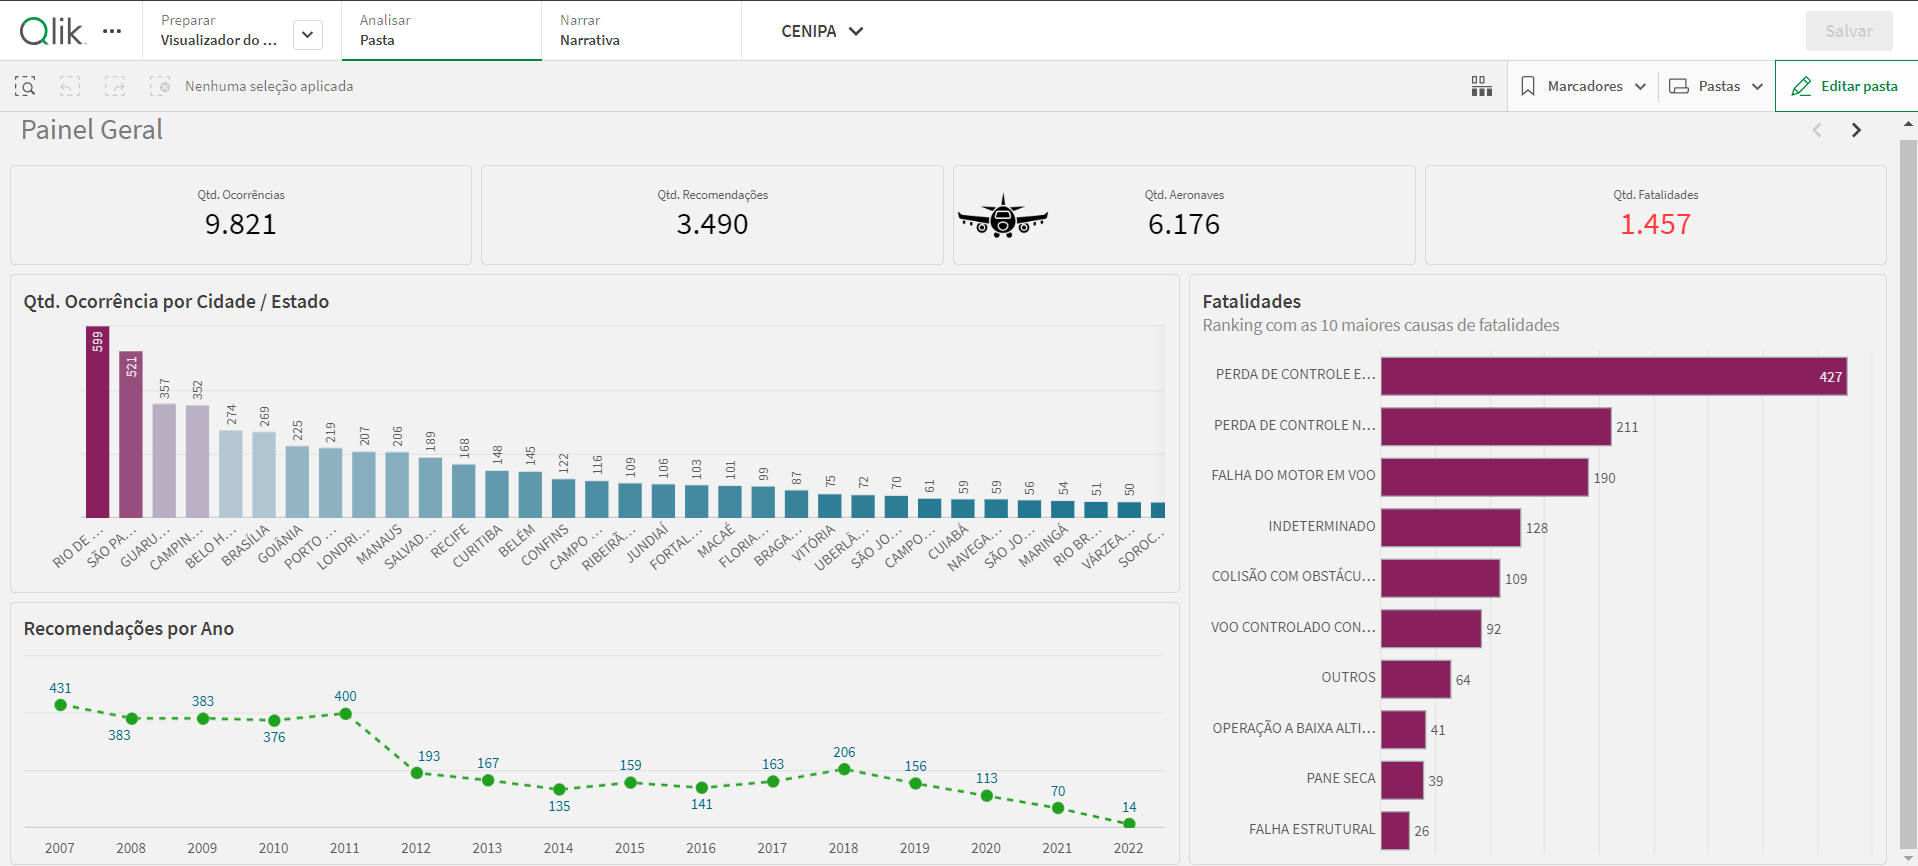 Qlik
Preparar
Visualizador do ...
Analisar
Pasta
Narrar
Narrativa
CENIPA
Salvar
Nenhuma seleção aplicada
Marcadores
Pastas
Editar pasta
Painel Geral
Qtd. Ocorrências
9.821
Qtd. Recomendações
3.490
Qtd. Aeronaves
6.176
Qtd. Fatalidades
1.457
Qtd. Ocorrência por Cidade / Estado
599
521
357
352
274
269
225
219
207
206
189
168
148
145
122
116
109
106
103
101
99
87
75
72
70
61
59
59
56
54
51
50
RIO DE ...
SÃO PA...
GUARU...
CAMPIN...
BELO H...
BRASÍLIA
GOIÂNIA
PORTO ...
LONDRI...
MANAUS
SALVAD...
RECIFE
CURITIBA
BELÉM
CONFINS
CAMPO ...
RIBEIRÃ...
JUNDIAÍ
FORTAL...
MACAÉ
FLORIA...
BRAGA...
VITÓRIA
UBERLÂ...
SÃO JO...
CAMPO...
CUIABÁ
NAVEGA...
SÃO JO...
MARINGÁ
RIO BR...
VÁRZEA...
SOROC...
Recomendações por Ano
431
383
383
376
400
193
167
135
159
141
163
206
156
113
70
14
2007
2008
2009
2010
2011
2012
2013
2014
2015
2016
2017
2018
2019
2020
2021
2022
Fatalidades
Ranking com as 10 maiores causas de fatalidades
PERDA DE CONTROLE E... 427
PERDA DE CONTROLE N... 211
FALHA DO MOTOR EM VOO 190
INDETERMINADO 128
COLISÃO COM OBSTÁCU... 109
VOO CONTROLADO CON... 92
OUTROS 64
OPERAÇÃO A BAIXA ALTI... 41
PANE SECA 39
FALHA ESTRUTURAL 26